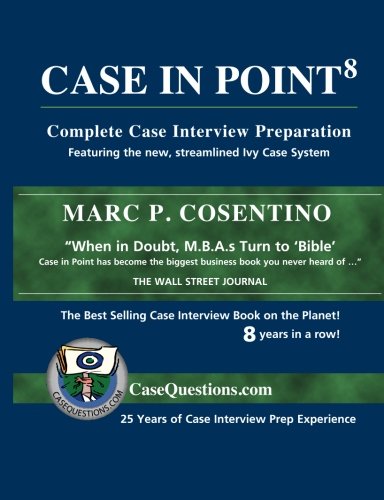 CASE IN POINT⁸
Complete Case Interview Preparation
Featuring the new, streamlined Ivy Case System
MARC P. COSENTINO
“When in Doubt, M.B.A.s Turn to ‘Bible’
Case in Point has become the biggest business book you never heard of ...”
THE WALL STREET JOURNAL
The Best Selling Case Interview Book on the Planet!
8 years in a row!
CASEQUESTIONS.COM
CaseQuestions.com
25 Years of Case Interview Prep Experience